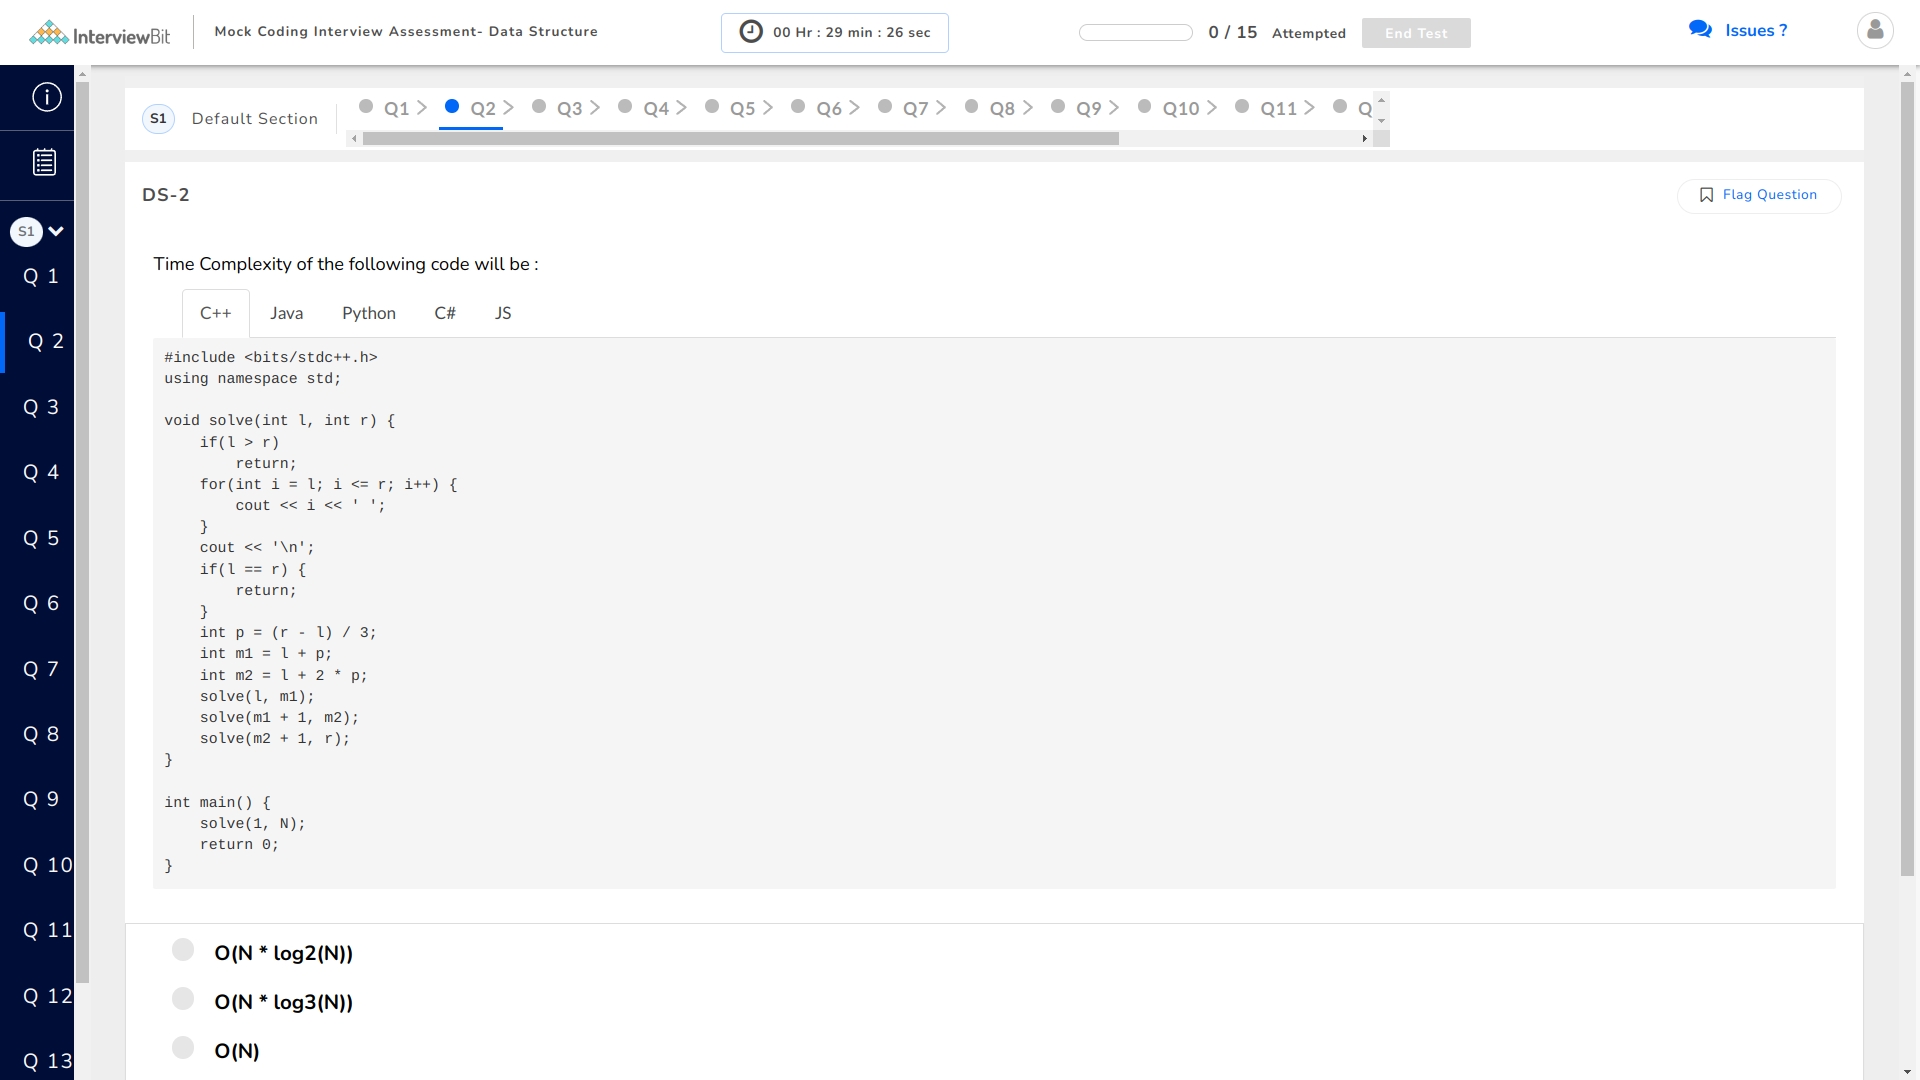 InterviewBit
Mock Coding Interview Assessment- Data Structure
00 Hr : 29 min : 26 sec
0 / 15 Attempted
End Test
Issues ?
S1 Default Section
Q1 > Q2 > Q3 > Q4 > Q5 > Q6 > Q7 > Q8 > Q9 > Q10 > Q11 > Q
S1
Q 1
Q 2
Q 3
Q 4
Q 5
Q 6
Q 7
Q 8
Q 9
Q 10
Q 11
Q 12
Q 13
DS-2
Flag Question
Time Complexity of the following code will be :
C++ Java Python C# JS
#include <bits/stdc++.h>
using namespace std;
void solve(int l, int r) {
    if(l > r)
        return;
    for(int i = l; i <= r; i++) {
        cout << i << ' ';
    }
    cout << '\n';
    if(l == r) {
        return;
    }
    int p = (r - l) / 3;
    int m1 = l + p;
    int m2 = l + 2 * p;
    solve(l, m1);
    solve(m1 + 1, m2);
    solve(m2 + 1, r);
}
int main() {
    solve(1, N);
    return 0;
}
O(N * log2(N))
O(N * log3(N))
O(N)